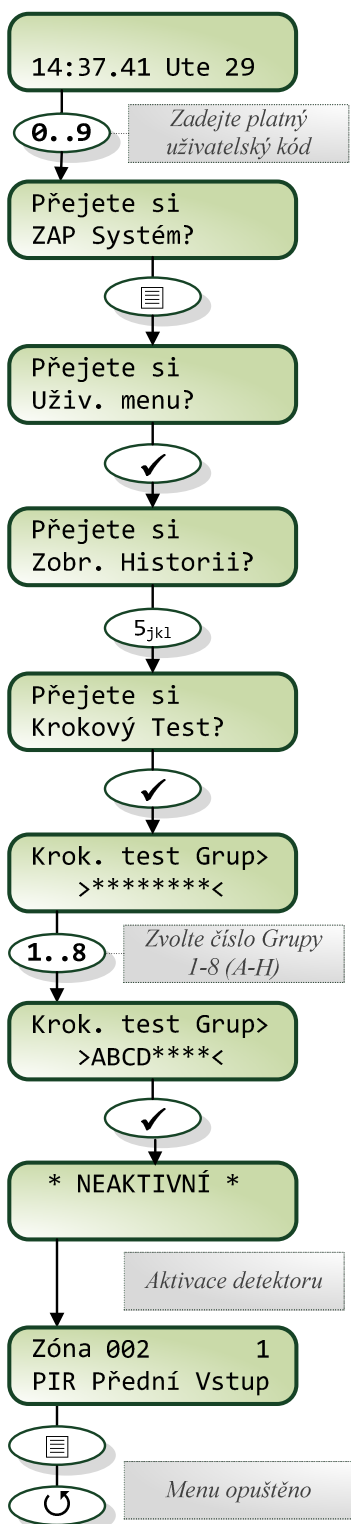 14:37.41 Ute 29
0..9
Zadejte platný
uživatelský kód
Přejete si
ZAP Systém?
Přejete si
Uživ. menu?
Přejete si
Zobr. Historii?
5jkl
Přejete si
Krokový Test?
Krok. test Grup>
>********<
1..8
Zvolte číslo Grupy
1-8 (A-H)
Krok. test Grup>
>ABCD****<
* NEAKTIVNÍ *
Aktivace detektoru
Zóna 002 1
PIR Přední Vstup
Menu opuštěno